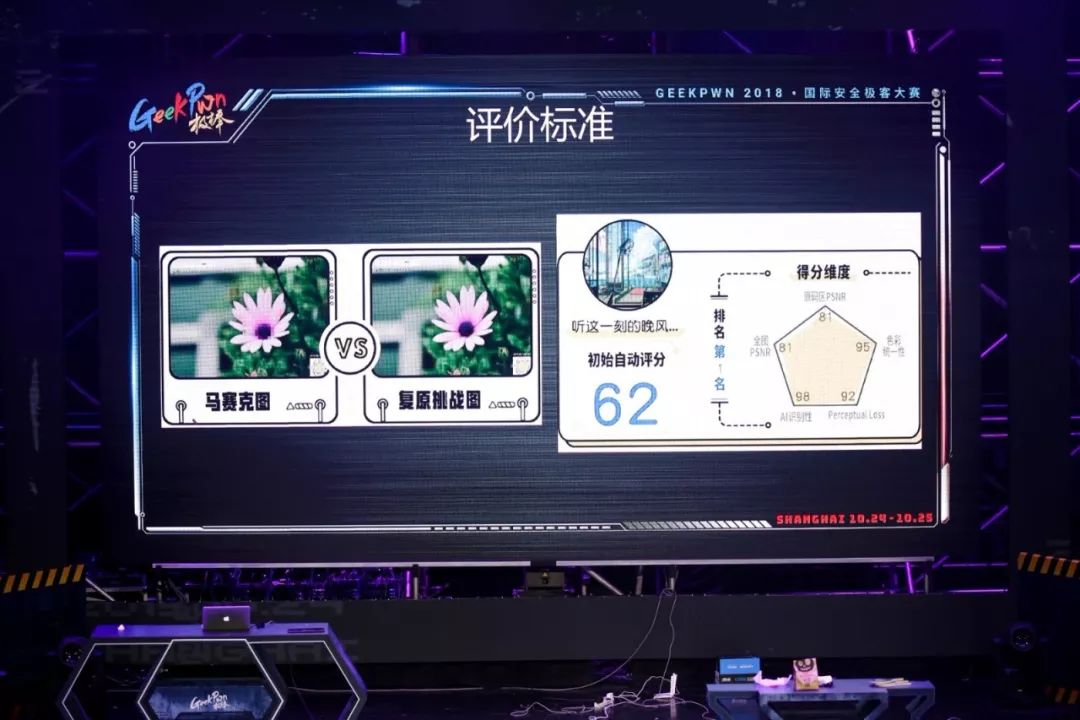 GeekPwn
极棒
GEEKPWN 2018 · 国际安全极客大赛
评价标准
马赛克图
VS
复原挑战图
听这一刻的晚风...
初始自动评分
62
排名第1名
得分维度
源码区PSNR
81
全图
PSNR
81
色彩
统一性
95
98
92
AI识别性
Perceptual Loss
SHANGHAI 10.24-10.25
GeekPwn